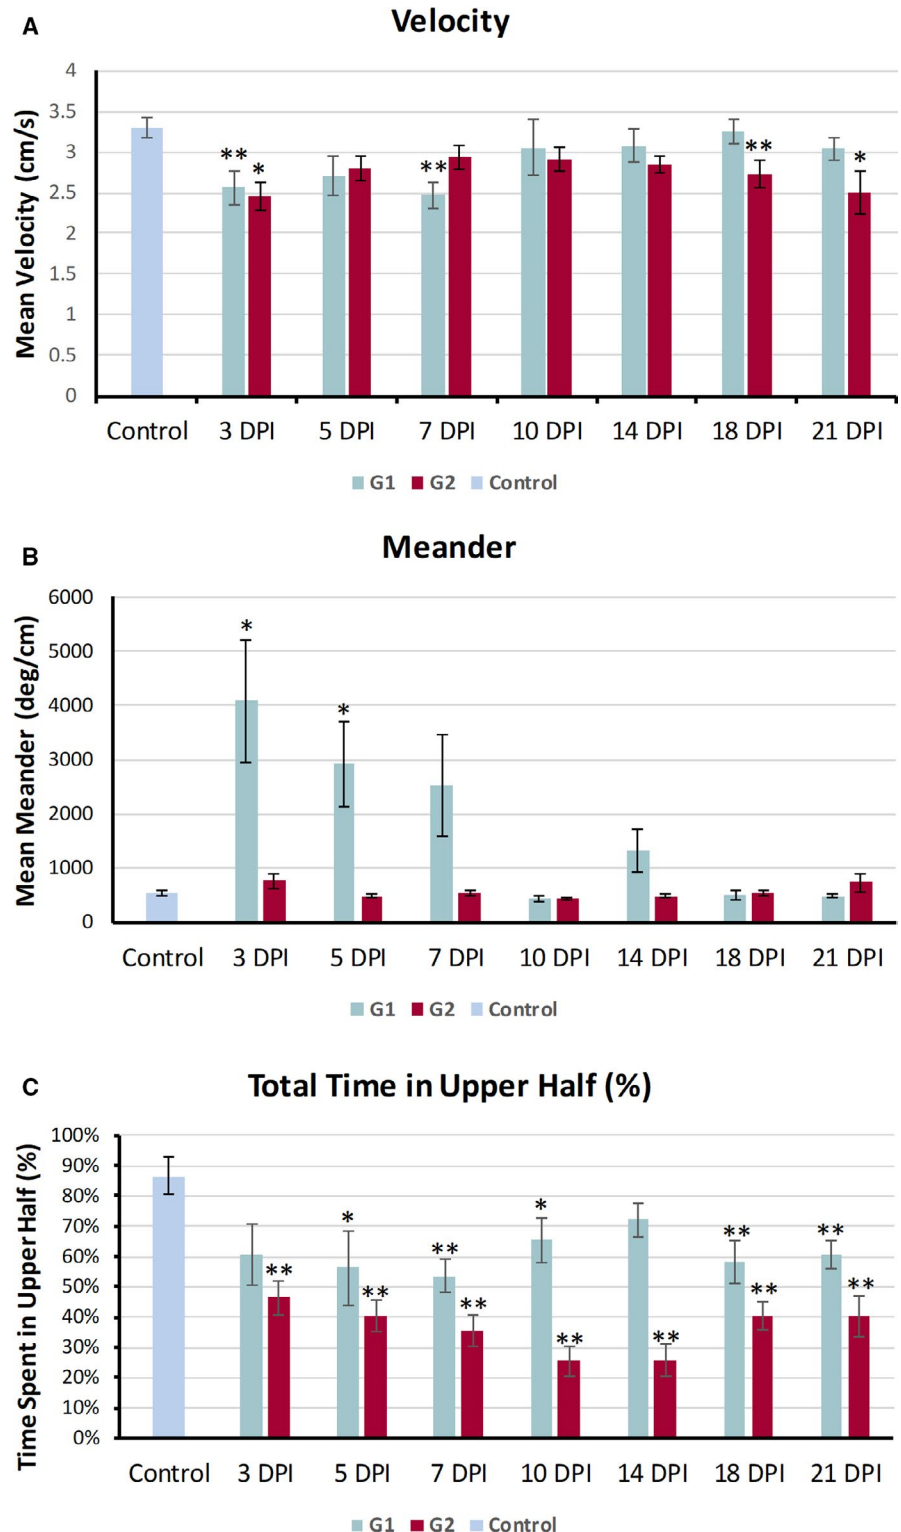 A
Velocity
Mean Velocity (cm/s)
4
3.5
3
2.5
2
1.5
1
0.5
0
** * ** ** *
Control 3 DPI 5 DPI 7 DPI 10 DPI 14 DPI 18 DPI 21 DPI
G1 G2 Control
B
Meander
Mean Meander (deg/cm)
6000
5000
4000
3000
2000
1000
0
* *
Control 3 DPI 5 DPI 7 DPI 10 DPI 14 DPI 18 DPI 21 DPI
G1 G2 Control
C
Total Time in Upper Half (%)
Time Spent in Upper Half (%)
100%
90%
80%
70%
60%
50%
40%
30%
20%
10%
0%
** * ** ** ** * ** ** ** ** ** **
Control 3 DPI 5 DPI 7 DPI 10 DPI 14 DPI 18 DPI 21 DPI
G1 G2 Control